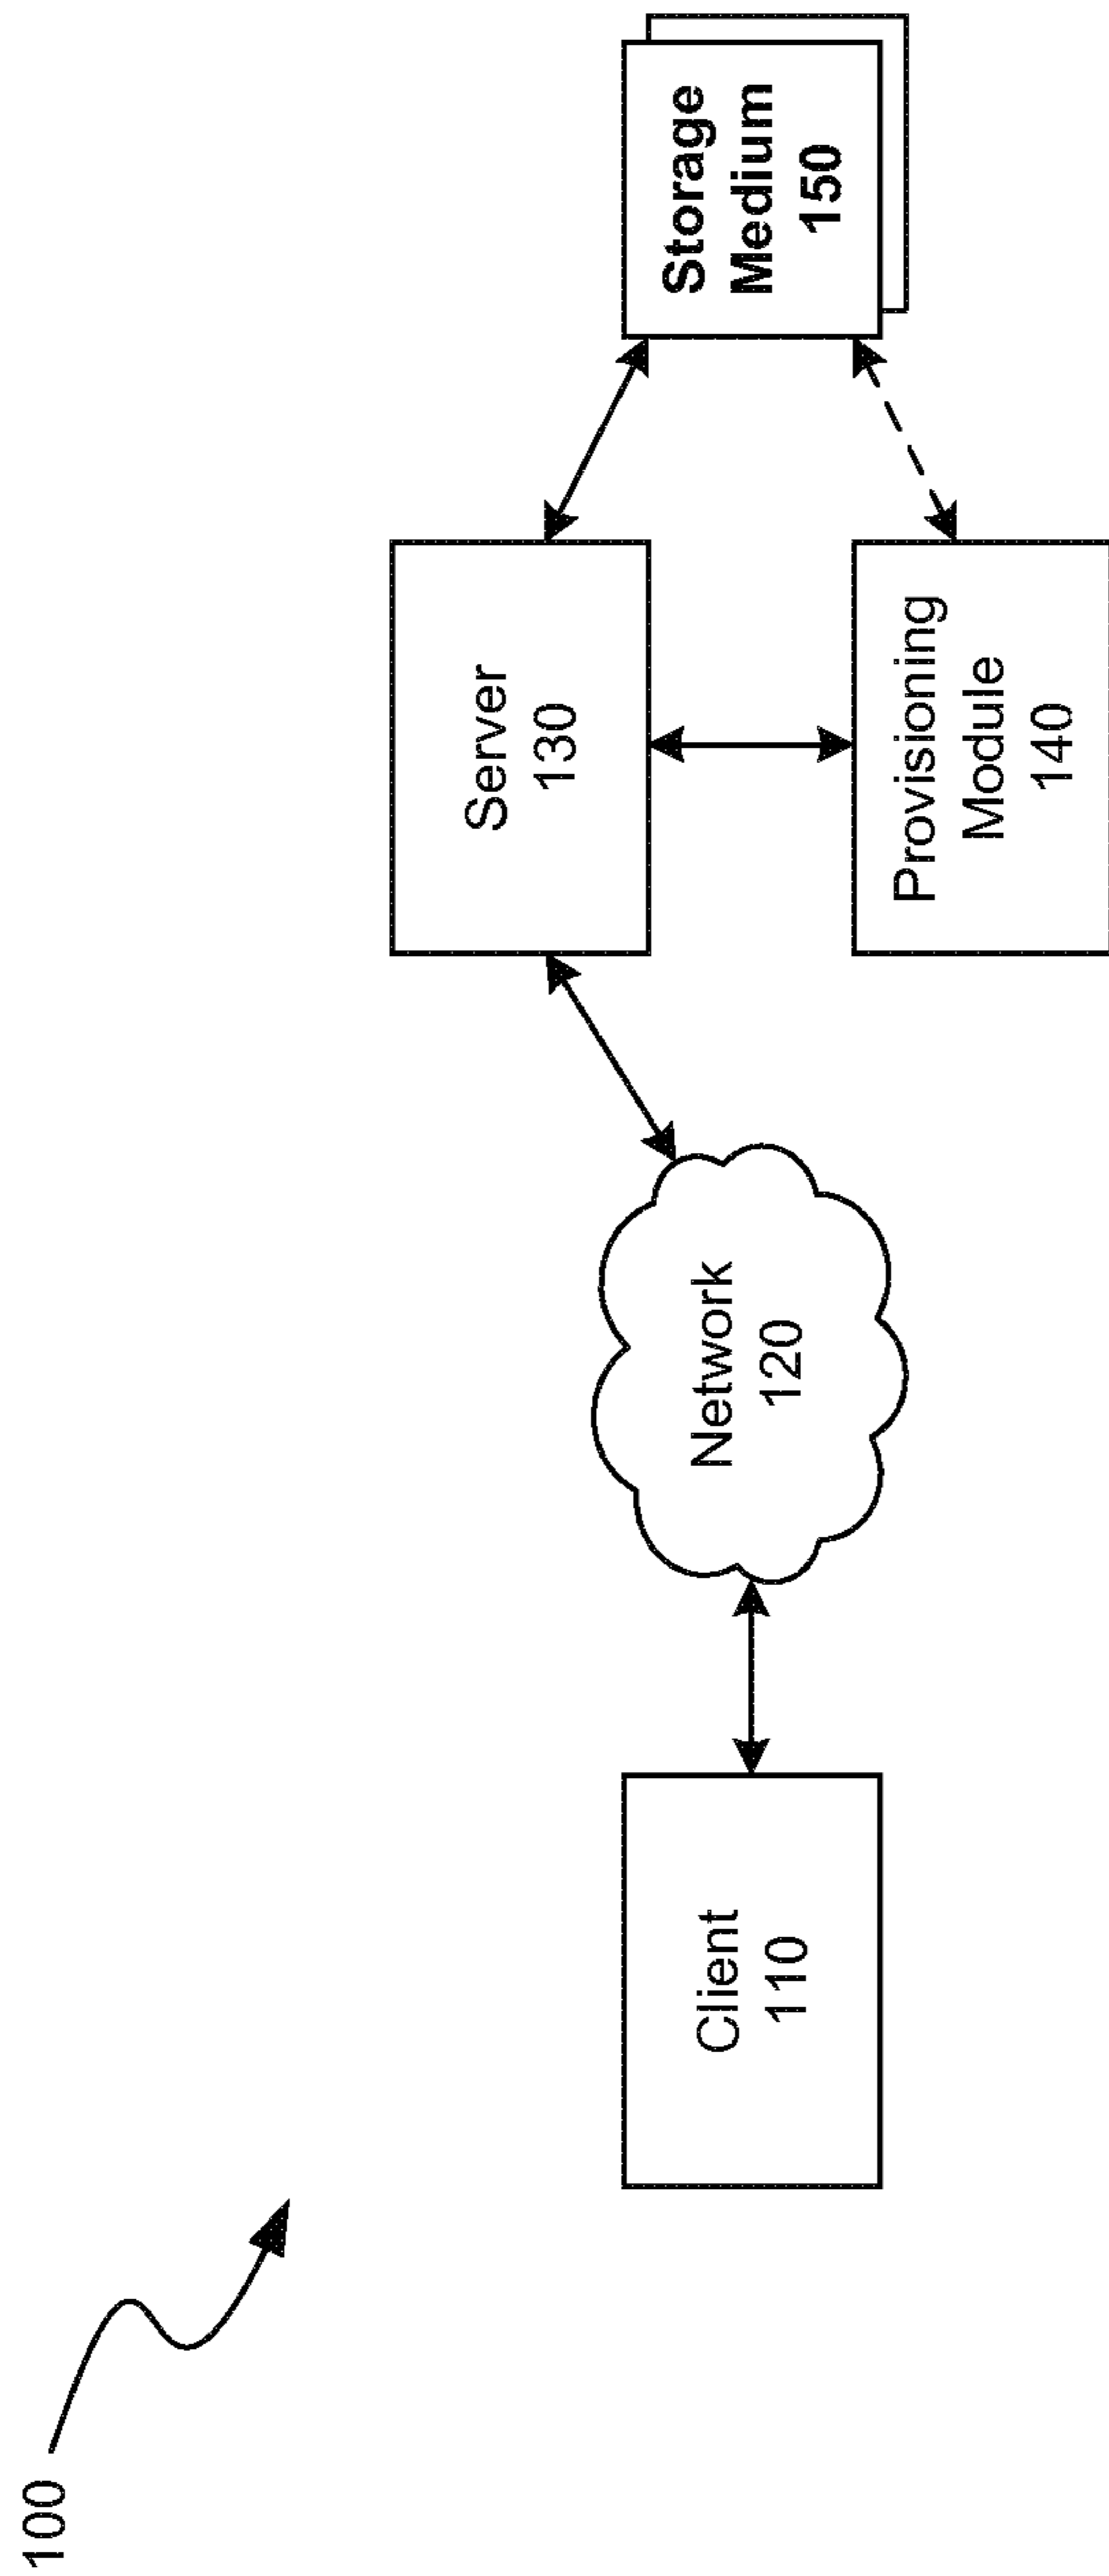 100
Client
110
Network
120
Server
130
Provisioning
Module
140
Storage
Medium
150